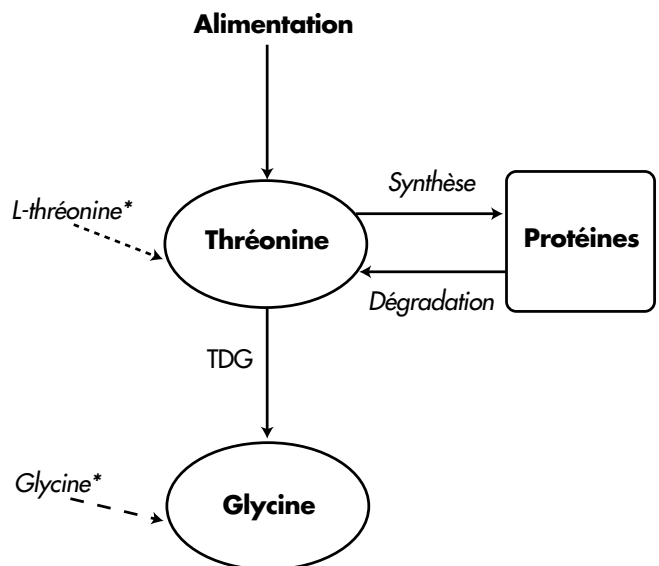 Alimentation
Synthèse
L-thréonine*
Thréonine
Protéines
Dégradation
TDG
Glycine*
Glycine